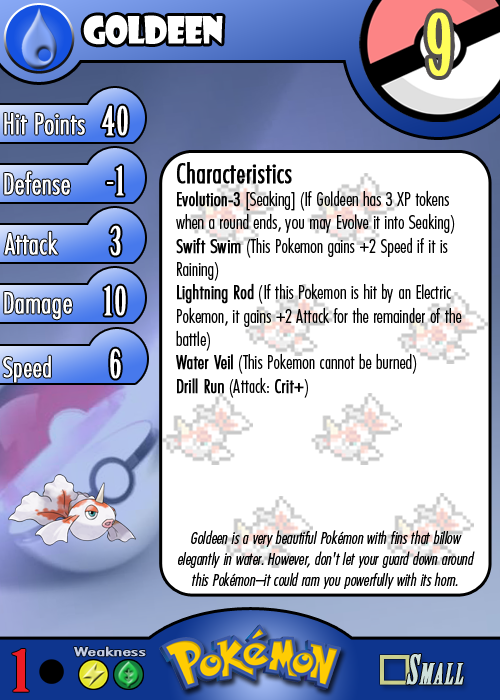 GOLDEEN
9
Hit Points 40
Defense -1
Attack 3
Damage 10
Speed 6
Characteristics
Evolution-3 [Seaking] (If Goldeen has 3 XP tokens
when a round ends, you may Evolve it into Seaking)
Swift Swim (This Pokemon gains +2 Speed if it is
Raining)
Lightning Rod (If this Pokemon is hit by an Electric
Pokemon, it gains +2 Attack for the remainder of the
battle)
Water Veil (This Pokemon cannot be burned)
Drill Run (Attack: Crit+)
Goldeen is a very beautiful Pokémon with fins that billow
elegantly in water. However, don't let your guard down around
this Pokémon—it could ram you powerfully with its horn.
1
Weakness
POKéMON
SMALL